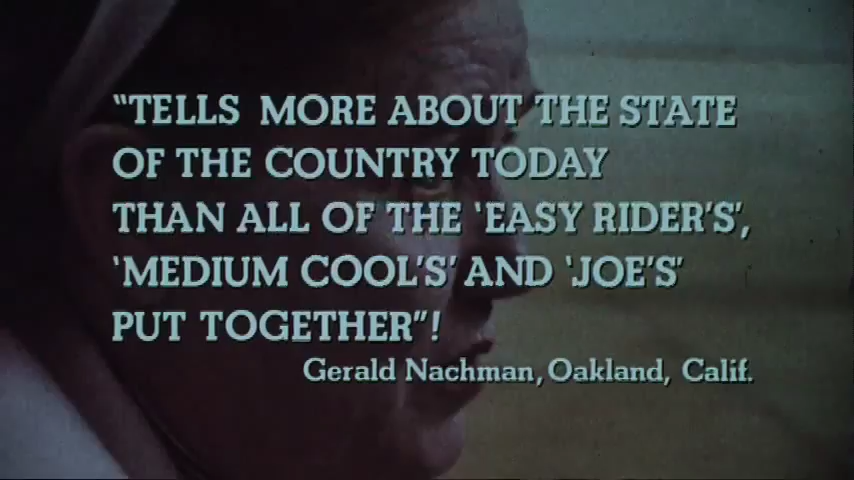 "TELLS MORE ABOUT THE STATE
OF THE COUNTRY TODAY
THAN ALL OF THE 'EASY RIDER'S',
'MEDIUM COOL'S' AND 'JOE'S'
PUT TOGETHER"!
Gerald Nachman, Oakland, Calif.